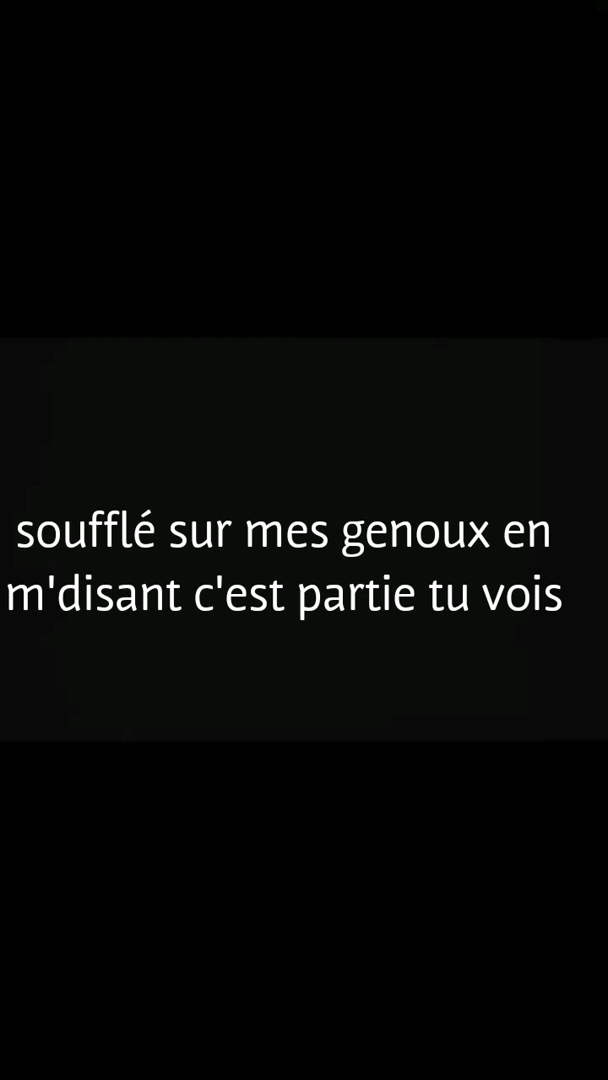 soufflé sur mes genoux en
m'disant c'est partie tu vois